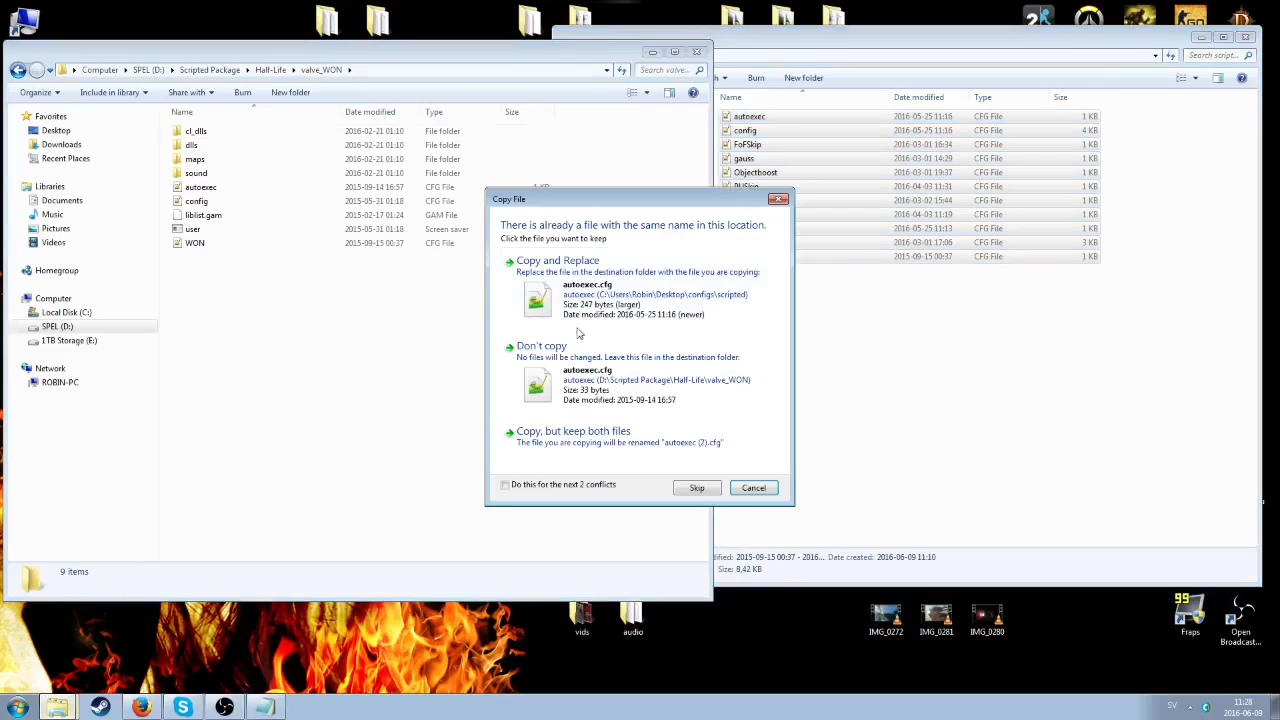 Computer ▸ SPEL (D:) ▸ Scripted Package ▸ Half-Life ▸ valve_WON ▸
Search valve...
Organize
Include in library
Share with
Burn
New folder
Name
Date modified
Type
Size
Favorites
Desktop
Downloads
Recent Places
Libraries
Documents
Music
Pictures
Videos
Homegroup
Computer
Local Disk (C:)
SPEL (D:)
1TB Storage (E:)
Network
ROBIN-PC
cl_dlls 2016-02-21 01:10 File folder
dlls 2016-02-21 01:10 File folder
maps 2016-02-21 01:10 File folder
sound 2016-02-21 01:10 File folder
autoexec 2015-09-14 16:57 CFG File 1 KB
config 2015-05-31 01:18 CFG File
liblist.gam 2015-02-17 01:24 GAM File
user 2015-05-31 01:18 Screen saver
WON 2015-09-15 00:37 CFG File
9 items
Search script...
Burn
New folder
Name
Date modified
Type
Size
autoexec 2016-05-25 11:16 CFG File 1 KB
config 2016-05-25 11:16 CFG File 4 KB
FoFSkip 2016-03-01 16:34 CFG File 1 KB
gauss 2016-03-01 14:29 CFG File 1 KB
Objectboost 2016-03-01 19:37 CFG File 1 KB
2016-04-03 11:31 CFG File 1 KB
2016-03-02 15:44 CFG File 1 KB
2016-04-03 11:19 CFG File 1 KB
2016-05-25 11:13 CFG File 1 KB
2016-03-01 17:06 CFG File 3 KB
2015-09-15 00:37 CFG File 1 KB
2015-09-15 00:37 - 2016... Date created: 2016-06-09 11:10
Size: 8,42 KB
Copy File
There is already a file with the same name in this location.
Click the file you want to keep
Copy and Replace
Replace the file in the destination folder with the file you are copying:
autoexec.cfg
autoexec (C:\Users\Robin\Desktop\configs\scripted)
Size: 247 bytes (larger)
Date modified: 2016-05-25 11:16 (newer)
Don't copy
No files will be changed. Leave this file in the destination folder:
autoexec.cfg
autoexec (D:\Scripted Package\Half-Life\valve_WON)
Size: 33 bytes
Date modified: 2015-09-14 16:57
Copy, but keep both files
The file you are copying will be renamed "autoexec (2).cfg"
Do this for the next 2 conflicts
Skip
Cancel
vids
audio
IMG_0272
IMG_0281
IMG_0280
99
Fraps
Open
Broadcast...
SV
11:28
2016-06-09